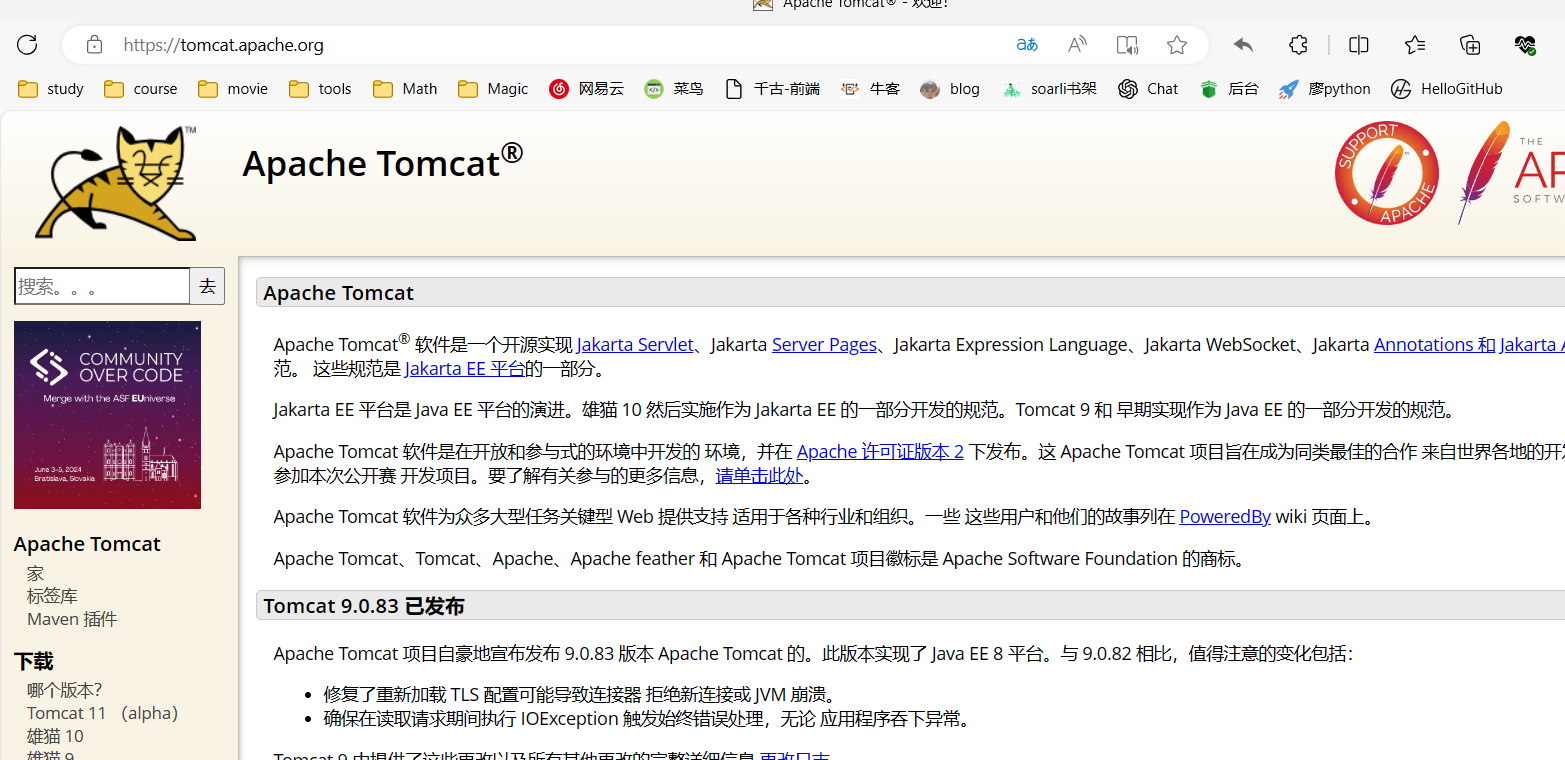 Apache Tomcat® - 欢迎!
https://tomcat.apache.org
study course movie tools Math Magic 网易云 菜鸟 千古-前端 牛客 blog soarli书架 Chat 后台 廖python HelloGitHub
TM
Apache Tomcat®
SUPPORT APACHE
THE
搜索。。。 去
COMMUNITY
OVER CODE
Merge with the ASF EUniverse
June 3-5, 2024
Bratislava, Slovakia
Apache Tomcat
家
标签库
Maven 插件
下载
哪个版本?
Tomcat 11 （alpha）
雄猫 10
雄猫 9
Apache Tomcat
Apache Tomcat® 软件是一个开源实现 Jakarta Servlet、Jakarta Server Pages、Jakarta Expression Language、Jakarta WebSocket、Jakarta Annotations 和 Jakarta
范。 这些规范是 Jakarta EE 平台的一部分。
Jakarta EE 平台是 Java EE 平台的演进。雄猫 10 然后实施作为 Jakarta EE 的一部分开发的规范。Tomcat 9 和 早期实现作为 Java EE 的一部分开发的规范。
Apache Tomcat 软件是在开放和参与式的环境中开发的 环境，并在 Apache 许可证版本 2 下发布。这 Apache Tomcat 项目旨在成为同类最佳的合作 来自世界各地的开
参加本次公开赛 开发项目。要了解有关参与的更多信息，请单击此处。
Apache Tomcat 软件为众多大型任务关键型 Web 提供支持 适用于各种行业和组织。一些 这些用户和他们的故事列在 PoweredBy wiki 页面上。
Apache Tomcat、Tomcat、Apache、Apache feather 和 Apache Tomcat 项目徽标是 Apache Software Foundation 的商标。
Tomcat 9.0.83 已发布
Apache Tomcat 项目自豪地宣布发布 9.0.83 版本 Apache Tomcat 的。此版本实现了 Java EE 8 平台。与 9.0.82 相比，值得注意的变化包括：
• 修复了重新加载 TLS 配置可能导致连接器 拒绝新连接或 JVM 崩溃。
• 确保在读取请求期间执行 IOException 触发始终错误处理，无论 应用程序吞下异常。
Tomcat 9 中提供了这些更改以及所有其他更改的完整详细信息 更改日志